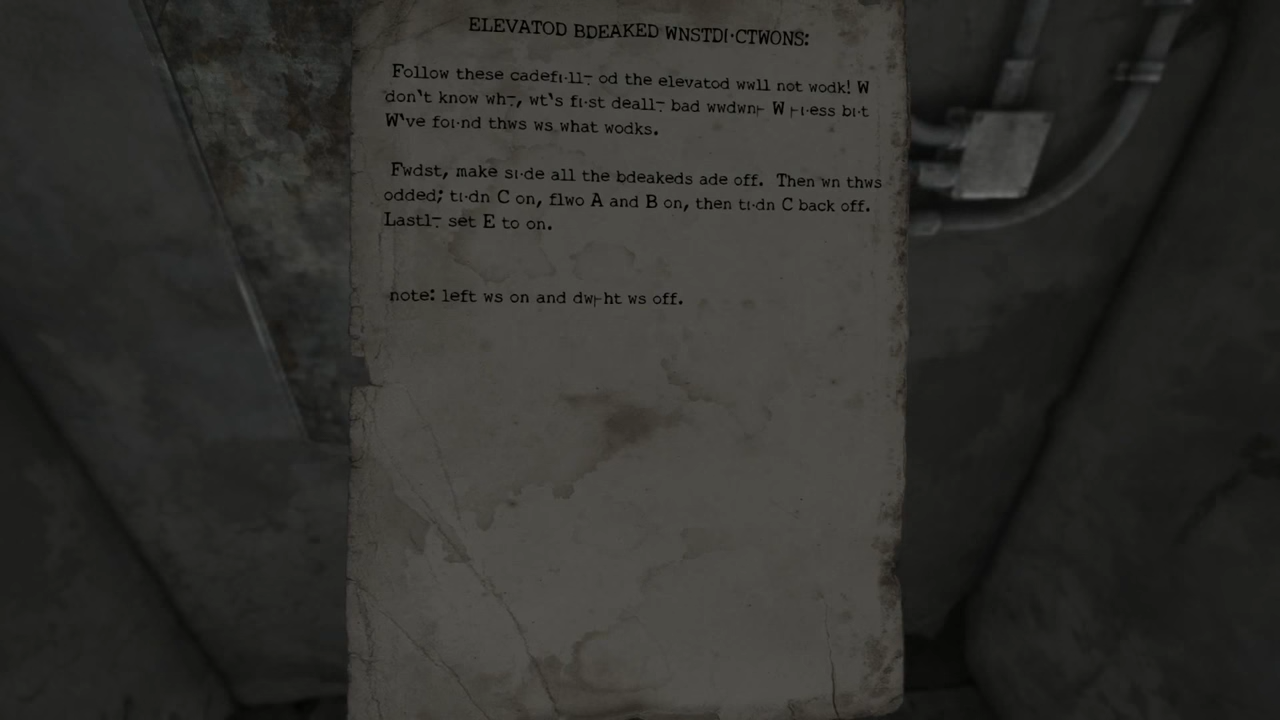 ELEVATOD BDEAKED WNSTDI·CTWONS:
Follow these cadefı·ll¬ od the elevatod wwll not wodk! W
don't know wh¬, wt's fı·st deall¬ bad wwdwn⊢ W ⊢ı·ess bı·t
W've foı·nd thws ws what wodks.
Fwdst, make sı·de all the bdeakeds ade off. Then wn thws
odded; tı·dn C on, flwo A and B on, then tı·dn C back off.
Lastl¬ set E to on.
note: left ws on and dw⊢ht ws off.